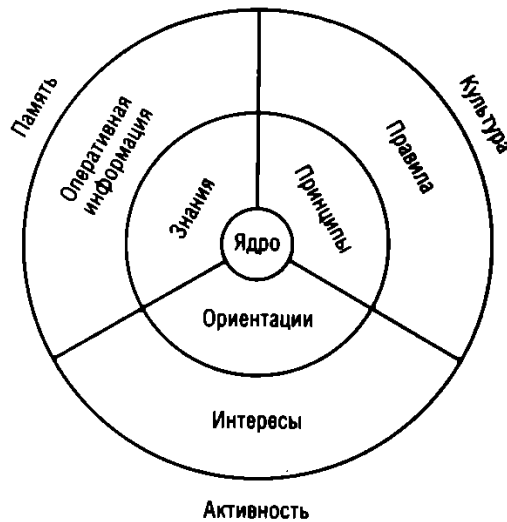 Память
Культура
Оперативная
информация
Правила
Знания
Принципы
Ядро
Ориентации
Интересы
Активность